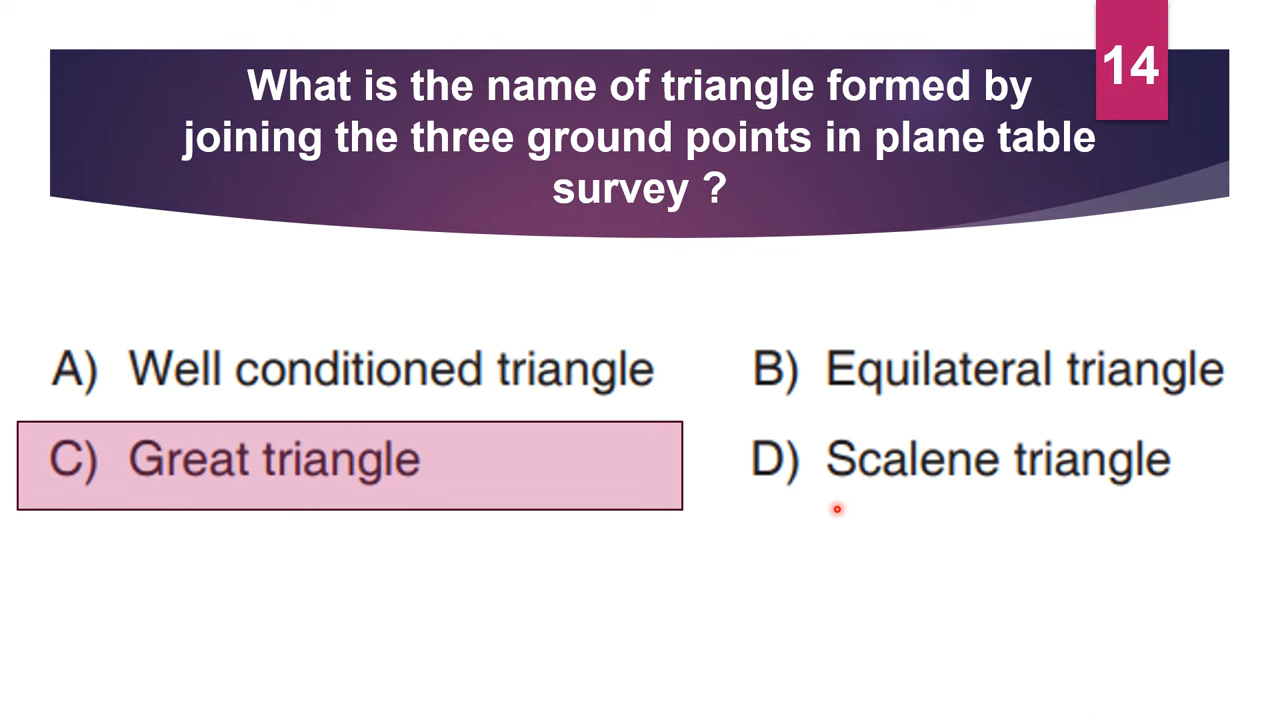 14
What is the name of triangle formed by
joining the three ground points in plane table
survey ?
A) Well conditioned triangle
B) Equilateral triangle
C) Great triangle
D) Scalene triangle